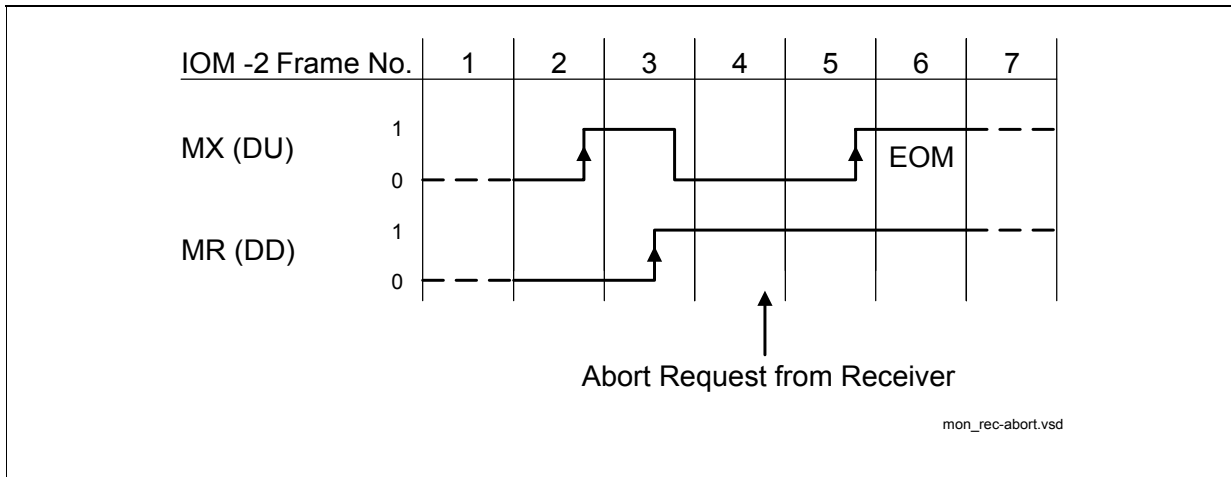 IOM -2 Frame No. 1 2 3 4 5 6 7
1
MX (DU)
EOM
0
1
MR (DD)
0
Abort Request from Receiver
mon_rec-abort.vsd